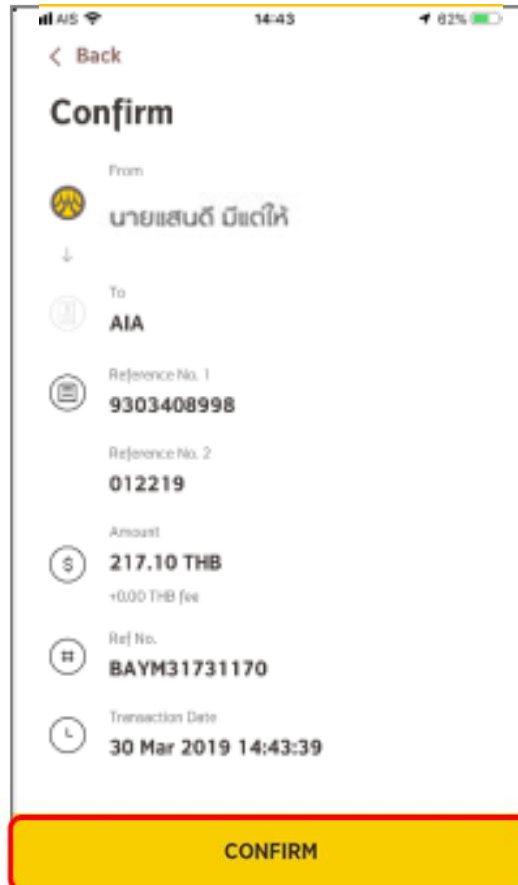 AIS 14:43 62%
Back
Confirm
From
นายแสนดี มีแต่ให้
To
AIA
Reference No. 1
9303408998
Reference No. 2
012219
Amount
217.10 THB
+0.00 THB fee
Ref No.
BAYM31731170
Transaction Date
30 Mar 2019 14:43:39
CONFIRM